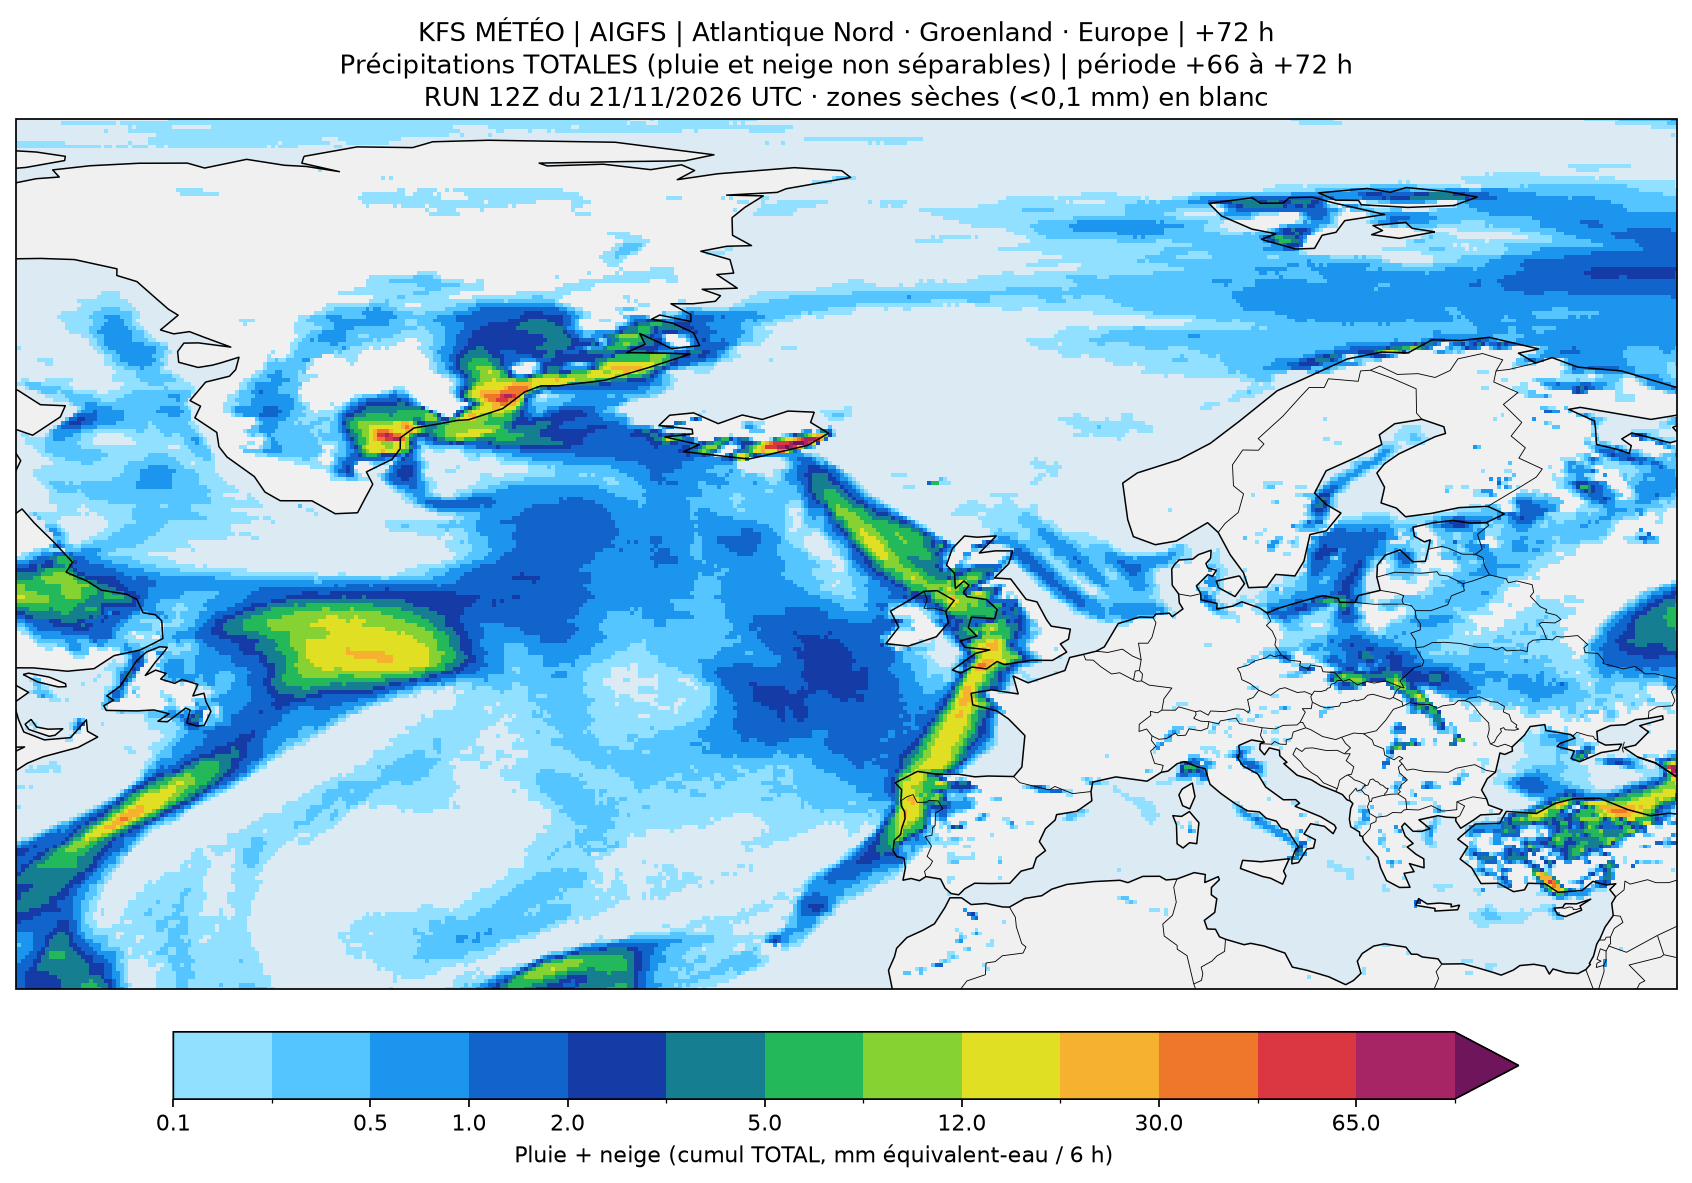 KFS MÉTÉO | AIGFS | Atlantique Nord · Groenland · Europe | +72 h
Précipitations TOTALES (pluie et neige non séparables) | période +66 à +72 h
RUN 12Z du 21/11/2026 UTC · zones sèches (<0,1 mm) en blanc
0.1 0.5 1.0 2.0 5.0 12.0 30.0 65.0
Pluie + neige (cumul TOTAL, mm équivalent-eau / 6 h)